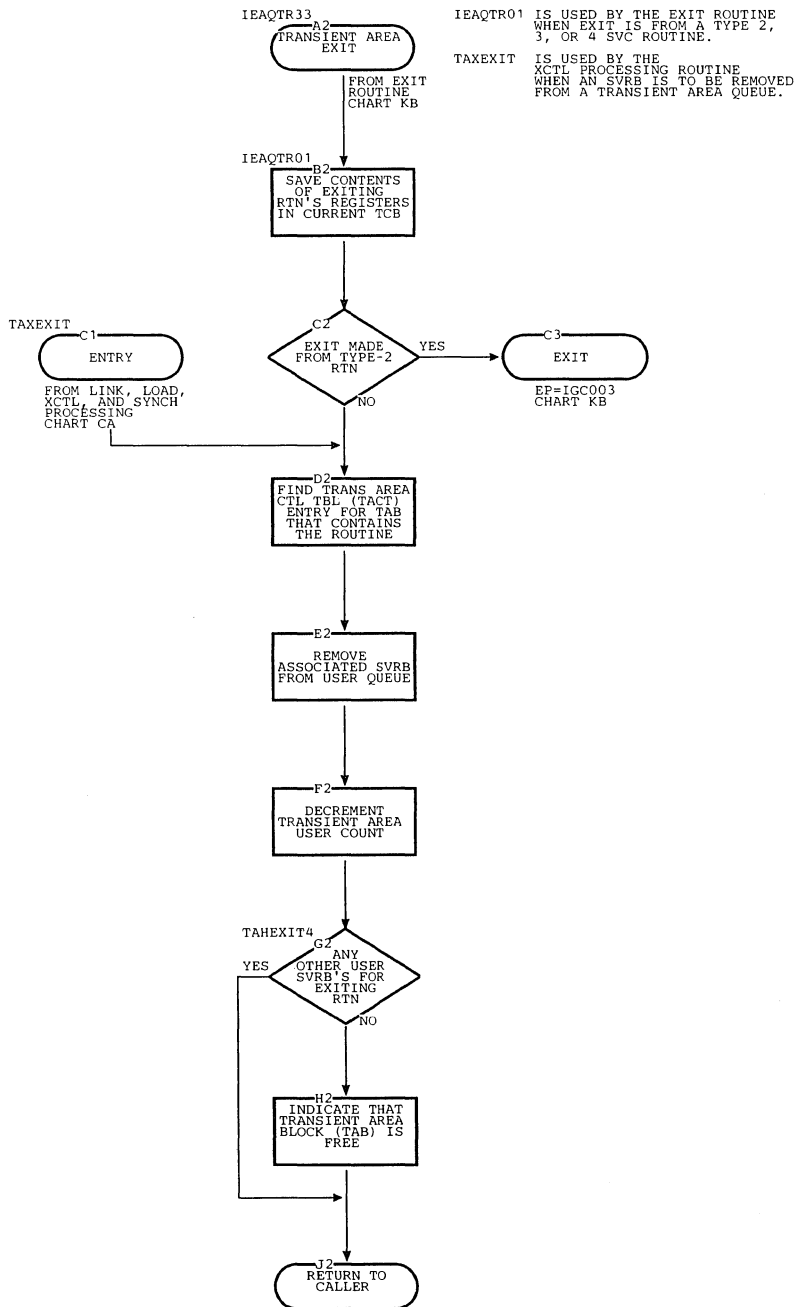 IEAQTR33
A2
TRANSIENT AREA
EXIT
FROM EXIT
ROUTINE
CHART KB
IEAQTR01 IS USED BY THE EXIT ROUTINE
WHEN EXIT IS FROM A TYPE 2,
3, OR 4 SVC ROUTINE.
TAXEXIT IS USED BY THE
XCTL PROCESSING ROUTINE
WHEN AN SVRB IS TO BE REMOVED
FROM A TRANSIENT AREA QUEUE.
IEAQTR01
B2
SAVE CONTENTS
OF EXITING
RTN'S REGISTERS
IN CURRENT TCB
TAXEXIT
C1
ENTRY
FROM LINK, LOAD,
XCTL, AND SYNCH
PROCESSING
CHART CA
C2
EXIT MADE
FROM TYPE-2
RTN
YES
NO
C3
EXIT
EP=IGC003
CHART KB
D2
FIND TRANS AREA
CTL TBL (TACT)
ENTRY FOR TAB
THAT CONTAINS
THE ROUTINE
E2
REMOVE
ASSOCIATED SVRB
FROM USER QUEUE
F2
DECREMENT
TRANSIENT AREA
USER COUNT
TAHEXIT4
G2
ANY
OTHER USER
SVRB'S FOR
EXITING
RTN
YES
NO
H2
INDICATE THAT
TRANSIENT AREA
BLOCK (TAB) IS
FREE
J2
RETURN TO
CALLER